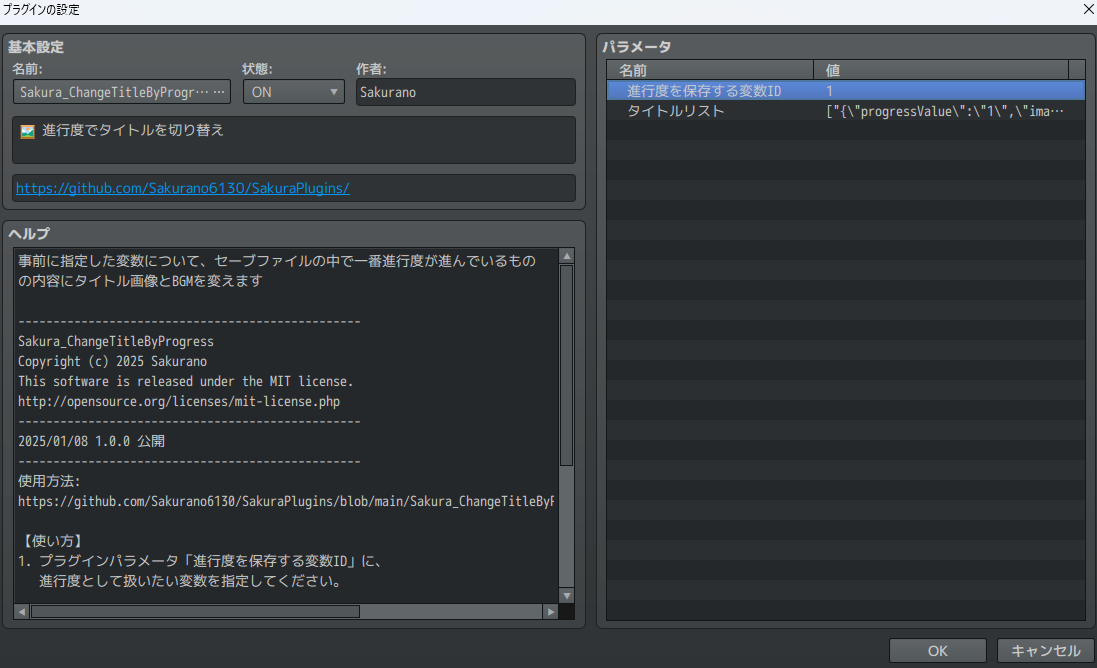 プラグインの設定
基本設定
名前: 状態: 作者:
Sakura_ChangeTitleByProgr… … ON Sakurano
進行度でタイトルを切り替え
https://github.com/Sakurano6130/SakuraPlugins/
ヘルプ
事前に指定した変数について、セーブファイルの中で一番進行度が進んでいるもの
の内容にタイトル画像とBGMを変えます
-------------------------------------------------
Sakura_ChangeTitleByProgress
Copyright (c) 2025 Sakurano
This software is released under the MIT license.
http://opensource.org/licenses/mit-license.php
-------------------------------------------------
2025/01/08 1.0.0 公開
-------------------------------------------------
使用方法:
https://github.com/Sakurano6130/SakuraPlugins/blob/main/Sakura_ChangeTitleByP
【使い方】
1. プラグインパラメータ「進行度を保存する変数ID」に、
進行度として扱いたい変数を指定してください。
パラメータ
名前 値
進行度を保存する変数ID 1
タイトルリスト ["{\"progressValue\":\"1\",\"ima…
OK キャンセル